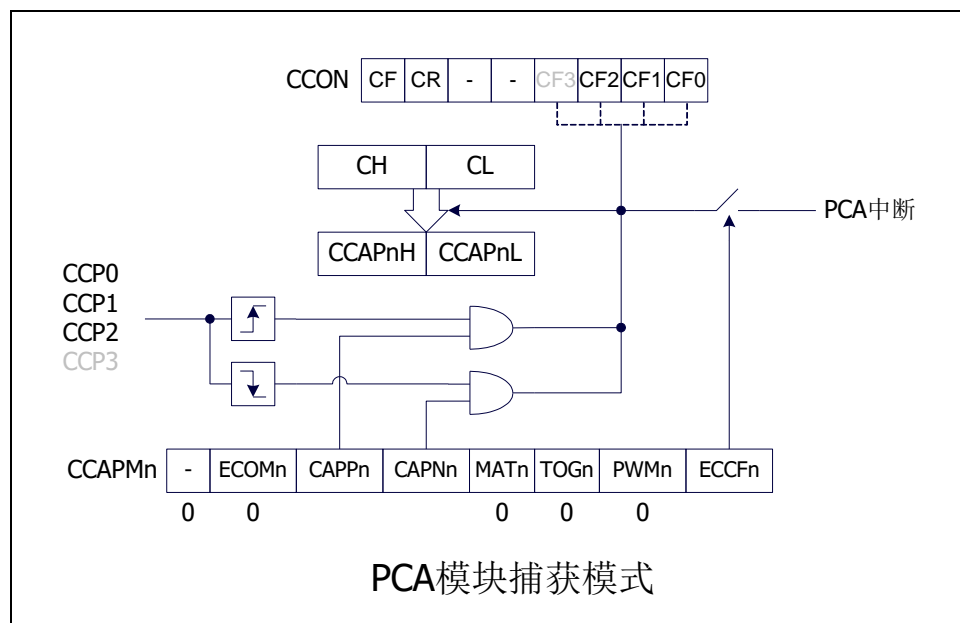 CCON CF CR - - CF3 CF2 CF1 CF0
CH CL
PCA中断
CCAPnH CCAPnL
CCP0
CCP1
CCP2
CCP3
CCAPMn - ECOMn CAPPn CAPNn MATn TOGn PWMn ECCFn
0 0 0 0 0
PCA模块捕获模式